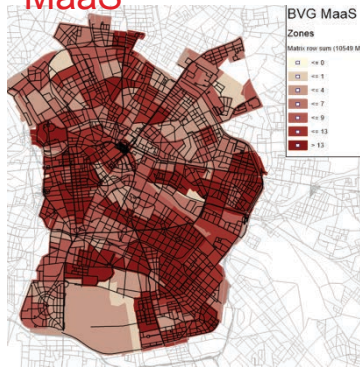 MaaS
BVG MaaS
Zones
Matrix row sum (10549 M
<= 0
<= 1
<= 4
<= 7
<= 9
<= 13
> 13